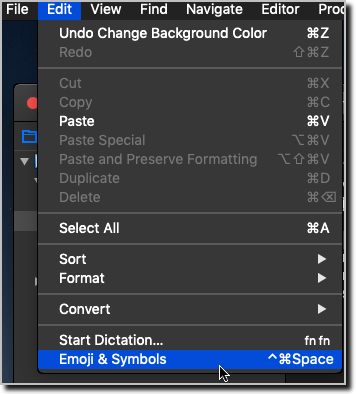 File Edit View Find Navigate Editor
Undo Change Background Color ⌘Z
Redo ⇧⌘Z
Cut ⌘X
Copy ⌘C
Paste ⌘V
Paste Special ⌥⌘V
Paste and Preserve Formatting ⌥⇧⌘V
Duplicate ⌘D
Delete ⌘⌫
Select All ⌘A
Sort ▶
Format ▶
Convert ▶
Start Dictation... fn fn
Emoji & Symbols ^⌘Space